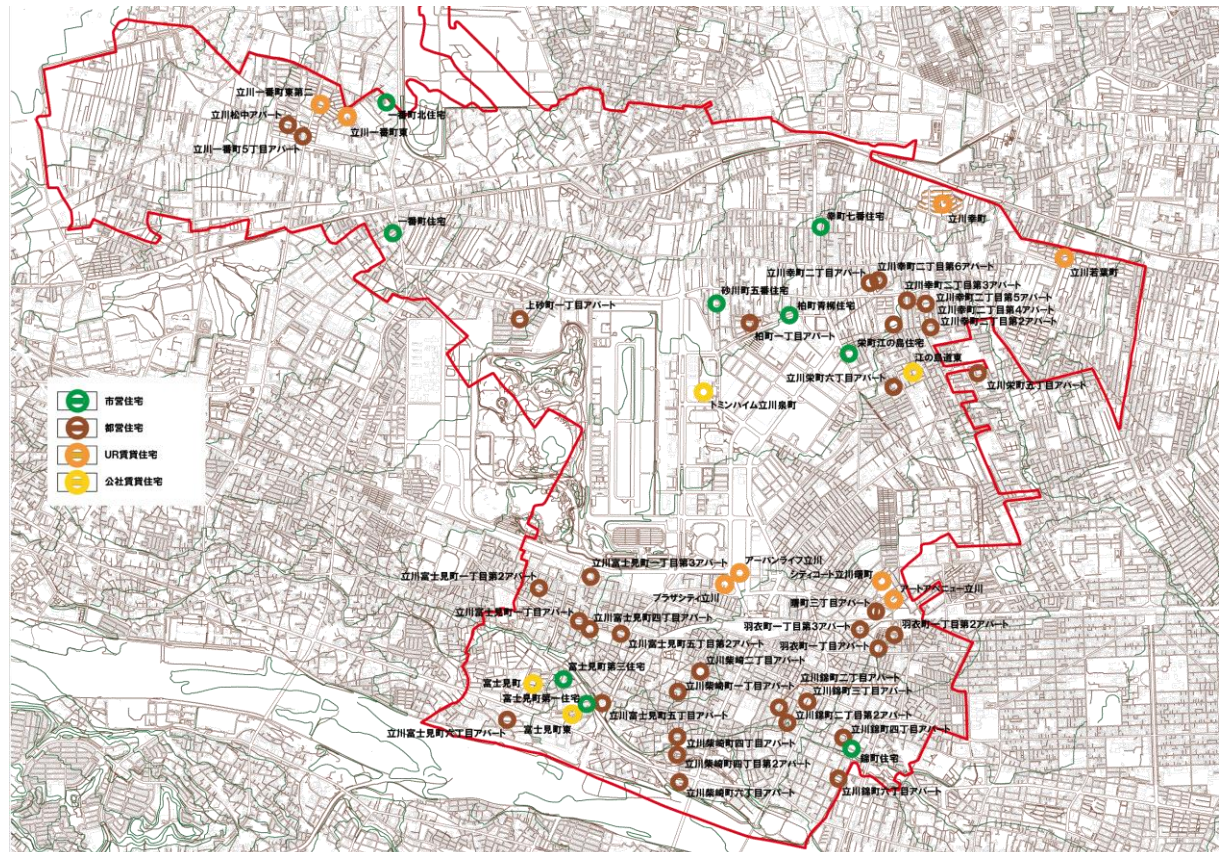 立川一番町東第二
一番町北住宅
立川松中アパート
立川一番町東
立川一番町5丁目アパート
一番町住宅
幸町七番住宅
立川幸町
立川若葉町
立川幸町二丁目第6アパート
立川幸町二丁目アパート
立川幸町二丁目第3アパート
砂川町五番住宅
立川幸町二丁目第5アパート
上砂町一丁目アパート
柏町青柳住宅
立川幸町二丁目第4アパート
立川幸町二丁目第2アパート
柏町一丁目アパート
栄町江の島住宅
江の島道東
立川栄町六丁目アパート
立川栄町五丁目アパート
トミンハイム立川泉町
市営住宅
都営住宅
UR賃貸住宅
公社賃貸住宅
アーバンライフ立川
立川富士見町一丁目第3アパート
シティコート立川曙町
立川富士見町一丁目第2アパート
プラザシティ立川
アートアベニュー立川
曙町三丁目アパート
立川富士見町一丁目アパート
立川富士見町四丁目アパート
羽衣町一丁目第3アパート
羽衣町一丁目第2アパート
立川富士見町五丁目第2アパート
羽衣町一丁目アパート
富士見町第三住宅
立川柴崎二丁目アパート
富士見町
立川錦町二丁目アパート
立川柴崎町一丁目アパート
富士見町第一住宅
立川錦町三丁目アパート
立川富士見町五丁目アパート
立川錦町二丁目第2アパート
富士見町東
立川富士見町六丁目アパート
立川錦町四丁目アパート
立川柴崎町四丁目アパート
錦町住宅
立川柴崎町四丁目第2アパート
立川柴崎町六丁目アパート
立川錦町六丁目アパート